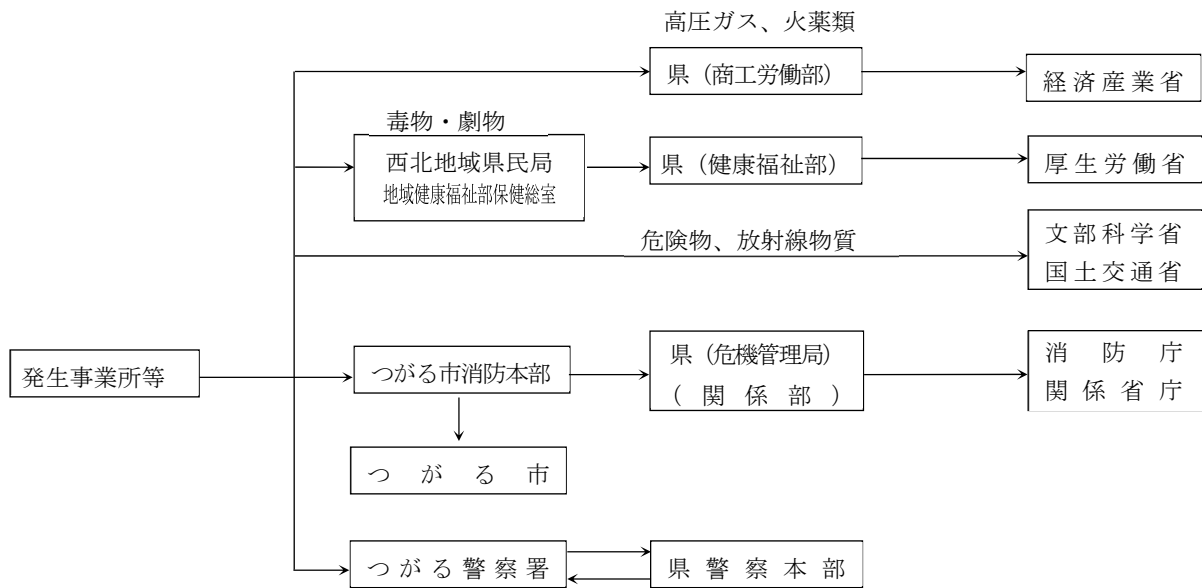 高圧ガス、火薬類
県（商工労働部）
経済産業省
毒物・劇物
西北地域県民局
地域健康福祉部保健総室
県（健康福祉部）
厚生労働省
危険物、放射線物質
文部科学省
国土交通省
発生事業所等
つがる市消防本部
県（危機管理局）
（関係部）
消防庁
関係省庁
つがる市
つがる警察署
県警察本部